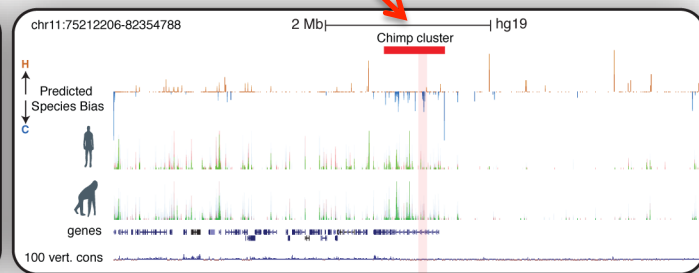 chr11:75212206-82354788
2 Mb
hg19
Chimp cluster
H
Predicted
Species Bias
C
genes
100 vert. cons